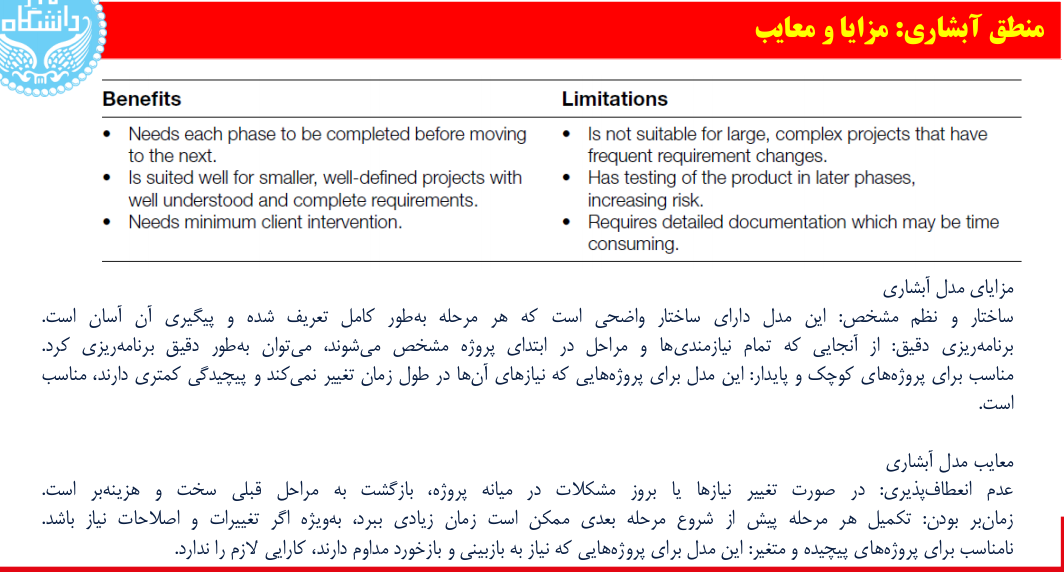 دانشگاه
منطق آبشاری: مزایا و معایب
Benefits
• Needs each phase to be completed before moving
to the next.
• Is suited well for smaller, well-defined projects with
well understood and complete requirements.
• Needs minimum client intervention.
Limitations
• Is not suitable for large, complex projects that have
frequent requirement changes.
• Has testing of the product in later phases,
increasing risk.
• Requires detailed documentation which may be time
consuming.
مزایای مدل آبشاری
ساختار و نظم مشخص: این مدل دارای ساختار واضحی است که هر مرحله به‌طور کامل تعریف شده و پیگیری آن آسان است.
برنامه‌ریزی دقیق: از آنجایی که تمام نیازمندی‌ها و مراحل در ابتدای پروژه مشخص می‌شوند، می‌توان به‌طور دقیق برنامه‌ریزی کرد.
مناسب برای پروژه‌های کوچک و پایدار: این مدل برای پروژه‌هایی که نیازهای آن‌ها در طول زمان تغییر نمی‌کند و پیچیدگی کمتری دارند، مناسب
است.
معایب مدل آبشاری
عدم انعطاف‌پذیری: در صورت تغییر نیازها یا بروز مشکلات در میانه پروژه، بازگشت به مراحل قبلی سخت و هزینه‌بر است.
زمان‌بر بودن: تکمیل هر مرحله پیش از شروع مرحله بعدی ممکن است زمان زیادی ببرد، به‌ویژه اگر تغییرات و اصلاحات نیاز باشد.
نامناسب برای پروژه‌های پیچیده و متغیر: این مدل برای پروژه‌هایی که نیاز به بازبینی و بازخورد مداوم دارند، کارایی لازم را ندارد.